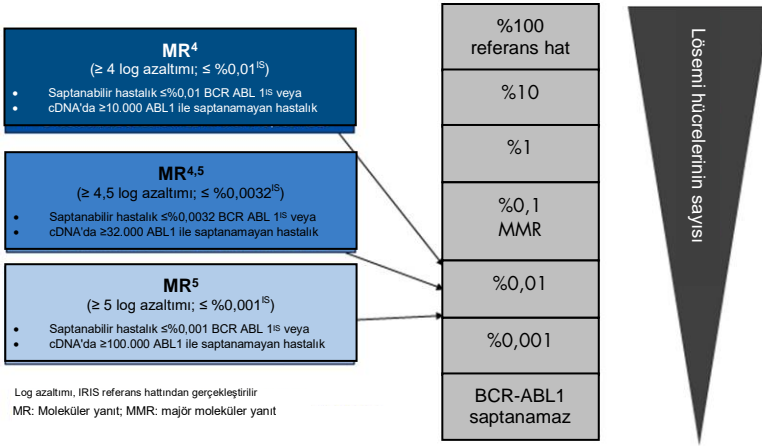 MR⁴
(≥ 4 log azaltımı; ≤ %0,01ᴵˢ)
• Saptanabilir hastalık ≤%0,01 BCR ABL 1ᴵˢ veya
• cDNA'da ≥10.000 ABL1 ile saptanamayan hastalık
MR⁴,⁵
(≥ 4,5 log azaltımı; ≤ %0,0032ᴵˢ)
• Saptanabilir hastalık ≤%0,0032 BCR ABL 1ᴵˢ veya
• cDNA'da ≥32.000 ABL1 ile saptanamayan hastalık
MR⁵
(≥ 5 log azaltımı; ≤ %0,001ᴵˢ)
• Saptanabilir hastalık ≤%0,001 BCR ABL 1ᴵˢ veya
• cDNA'da ≥100.000 ABL1 ile saptanamayan hastalık
Log azaltımı, IRIS referans hattından gerçekleştirilir
MR: Moleküler yanıt; MMR: majör moleküler yanıt
%100
referans hat
%10
%1
%0,1
MMR
%0,01
%0,001
BCR-ABL1
saptanamaz
Lösemi hücrelerinin sayısı